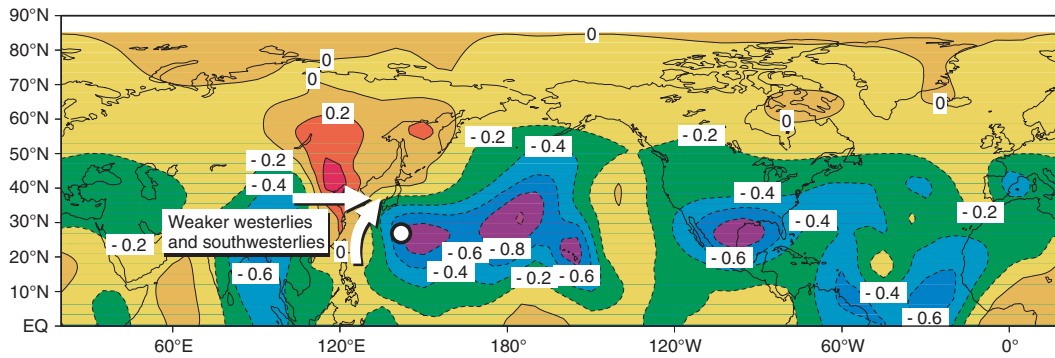 90°N
80°N
70°N
60°N
50°N
40°N
30°N
20°N
10°N
EQ
0
0
0
0
0
0.2
- 0.2
- 0.4
- 0.2
- 0.4
- 0.2
- 0.4
- 0.4
- 0.2
Weaker westerlies
and southwesterlies
0
- 0.2
- 0.6
- 0.6
- 0.8
- 0.4
- 0.2
- 0.6
- 0.6
- 0.4
- 0.6
60°E
120°E
180°
120°W
60°W
0°